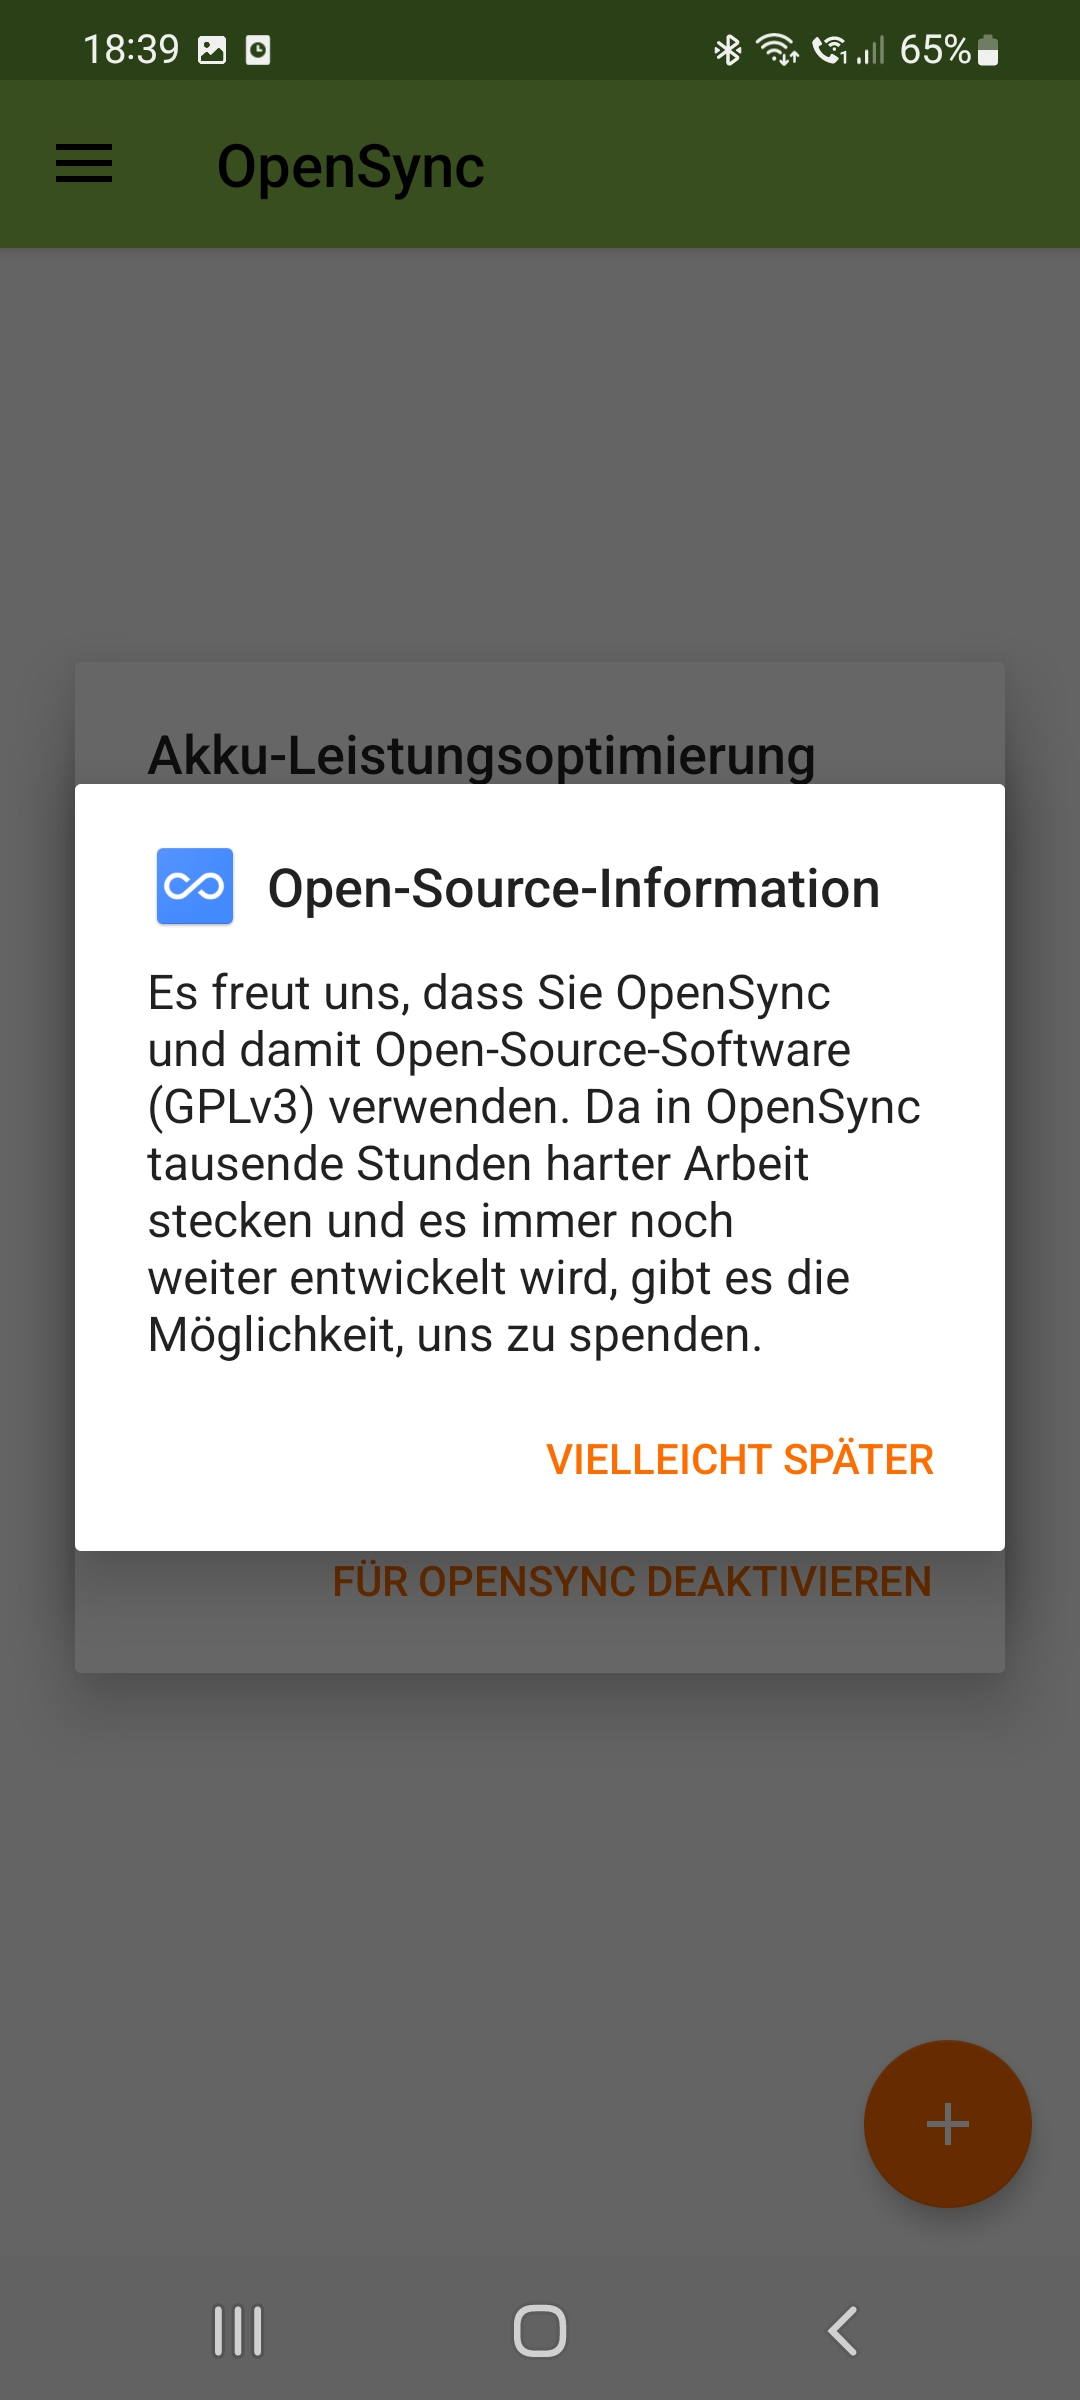 18:39
65%
OpenSync
Akku-Leistungsoptimierung
Open-Source-Information
Es freut uns, dass Sie OpenSync
und damit Open-Source-Software
(GPLv3) verwenden. Da in OpenSync
tausende Stunden harter Arbeit
stecken und es immer noch
weiter entwickelt wird, gibt es die
Möglichkeit, uns zu spenden.
VIELLEICHT SPÄTER
FÜR OPENSYNC DEAKTIVIEREN